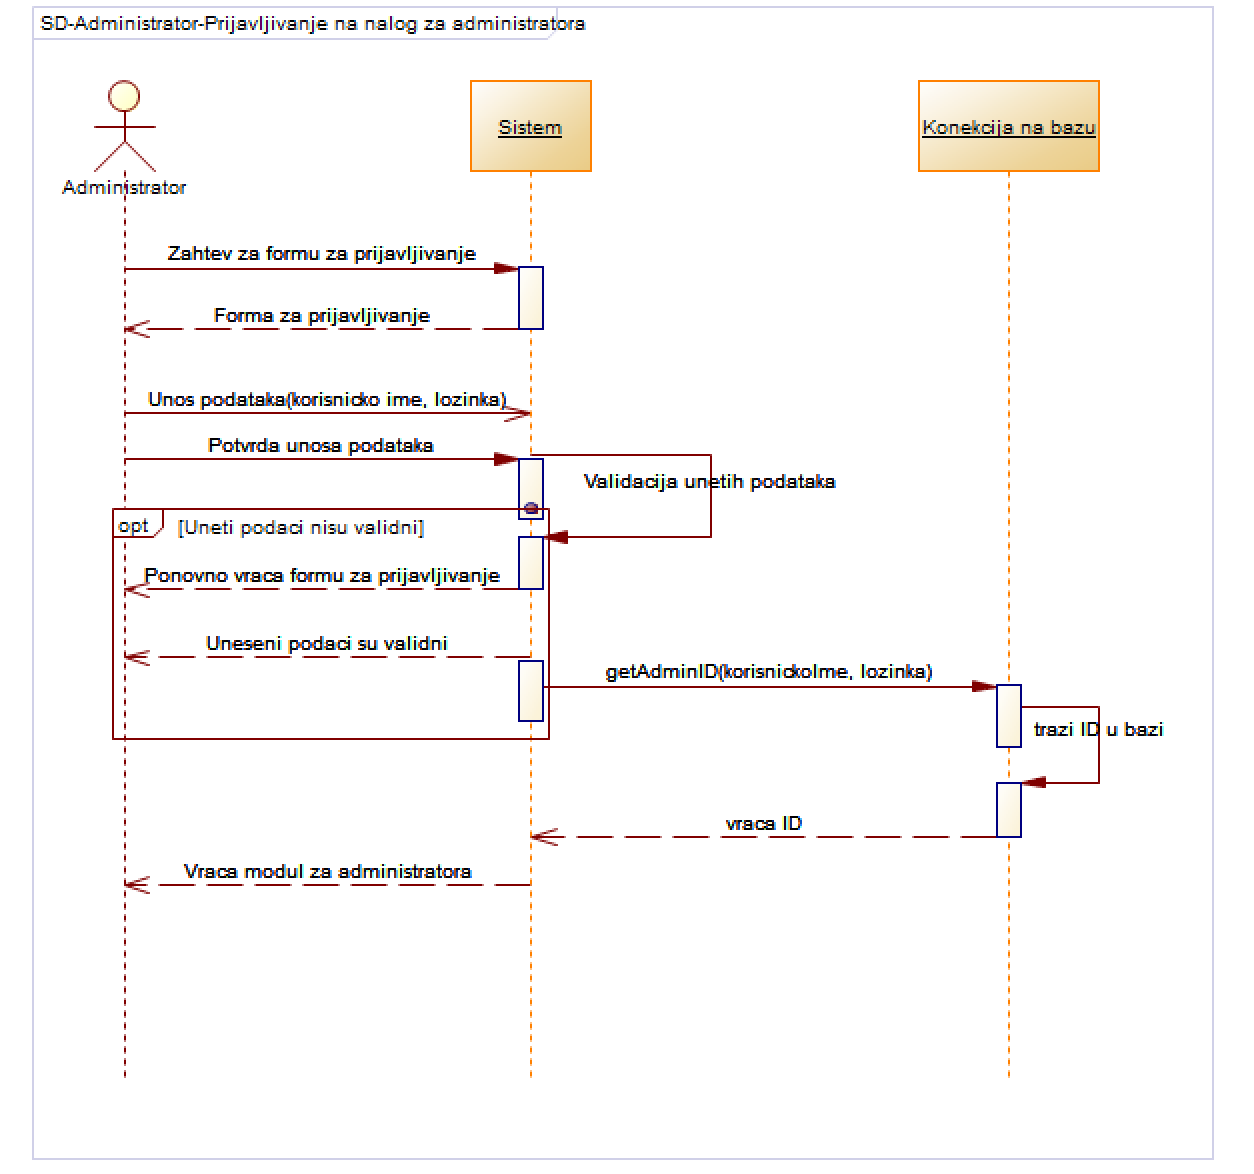 SD-Administrator-Prijavljivanje na nalog za administratora
Sistem
Konekcija na bazu
Administrator
Zahtev za formu za prijavljivanje
Forma za prijavljivanje
Unos podataka(korisnicko ime, lozinka)
Potvrda unosa podataka
Validacija unetih podataka
opt
[Uneti podaci nisu validni]
Ponovno vraca formu za prijavljivanje
Uneseni podaci su validni
getAdminID(korisnickoIme, lozinka)
trazi ID u bazi
vraca ID
Vraca modul za administratora